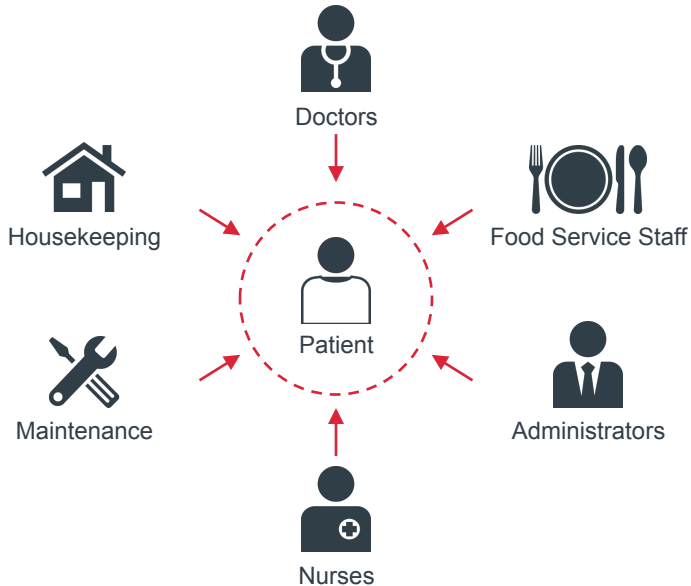 Doctors
Housekeeping
Food Service Staff
Patient
Maintenance
Administrators
Nurses